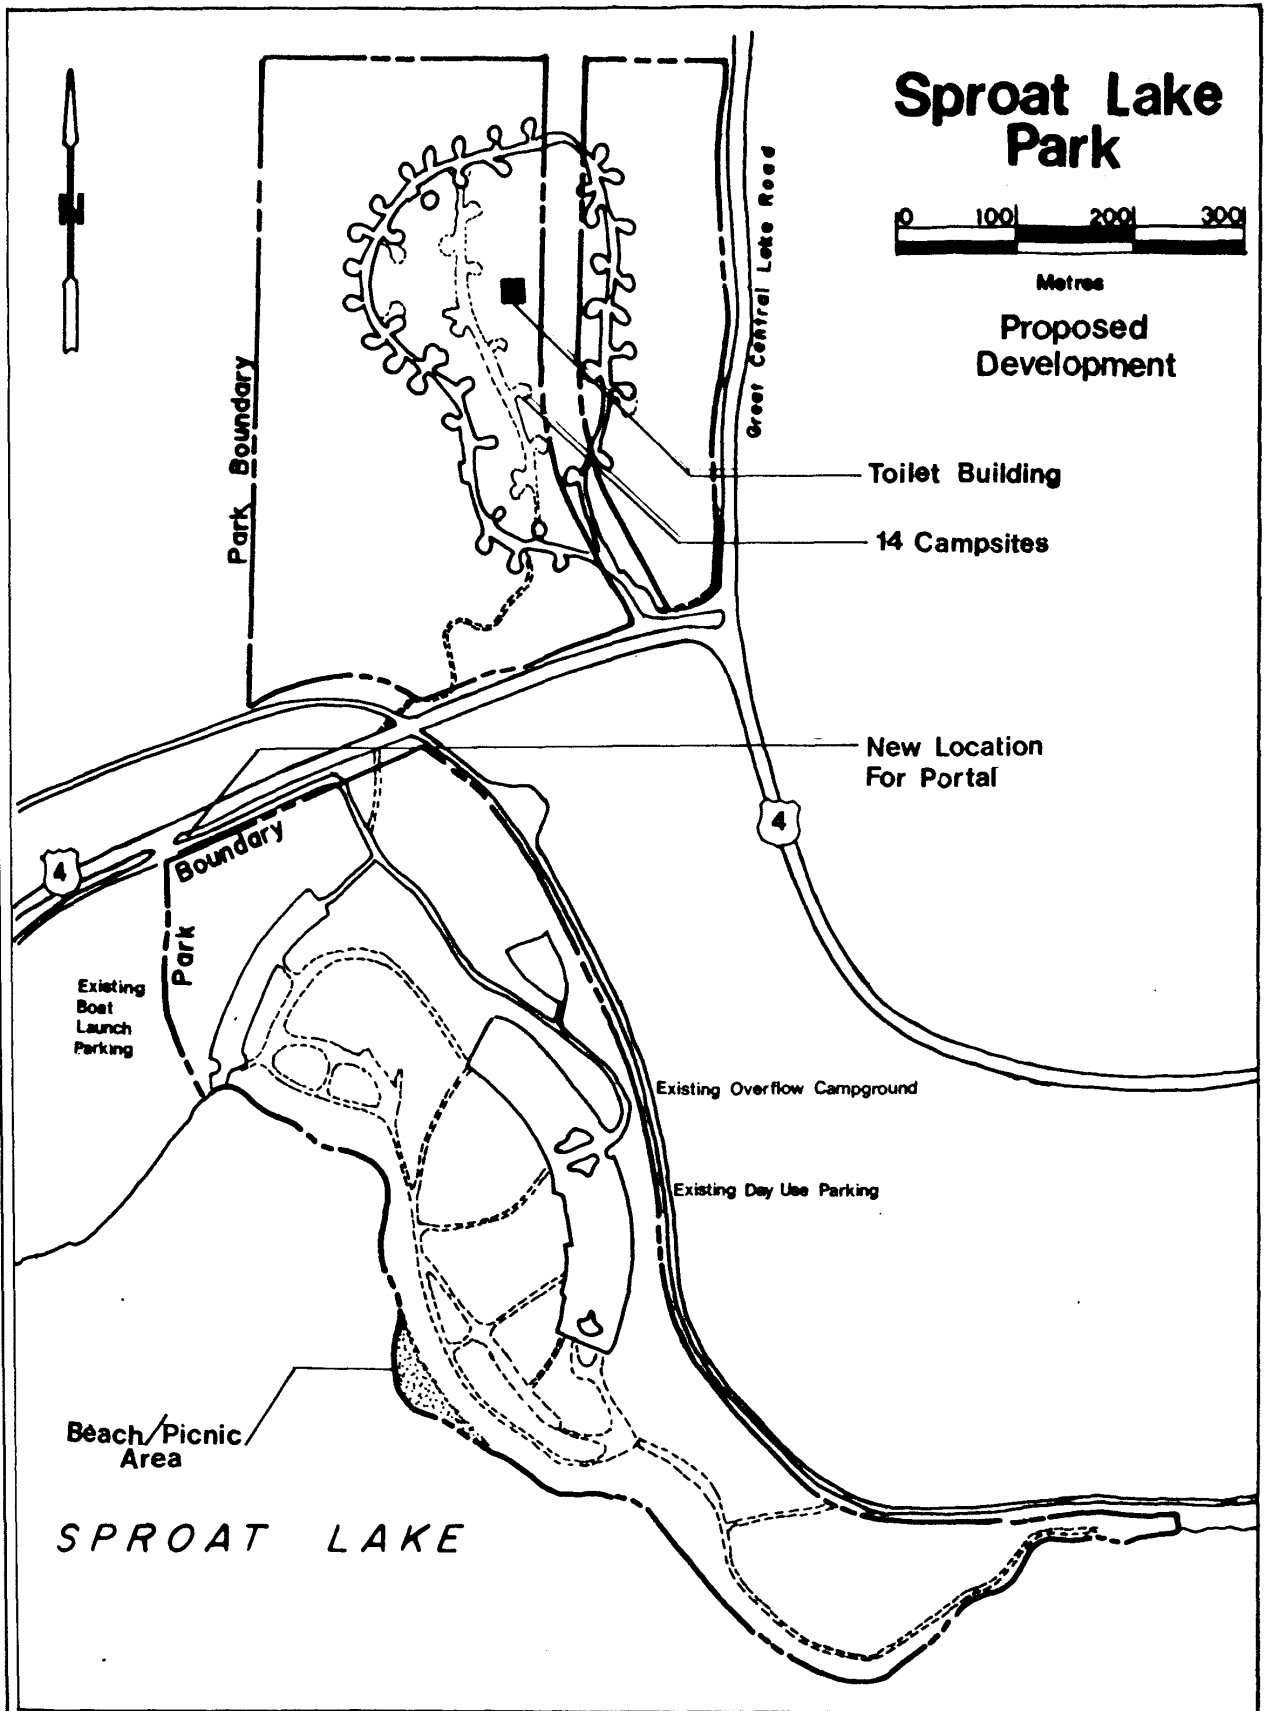 Sproat Lake
Park
0 100 200 300
Metres
Proposed
Development
N
Great Central Lake Road
Park Boundary
Toilet Building
14 Campsites
New Location
For Portal
4
4
Park Boundary
Existing
Boat
Launch
Parking
Existing Overflow Campground
Existing Day Use Parking
Beach/Picnic
Area
SPROAT LAKE